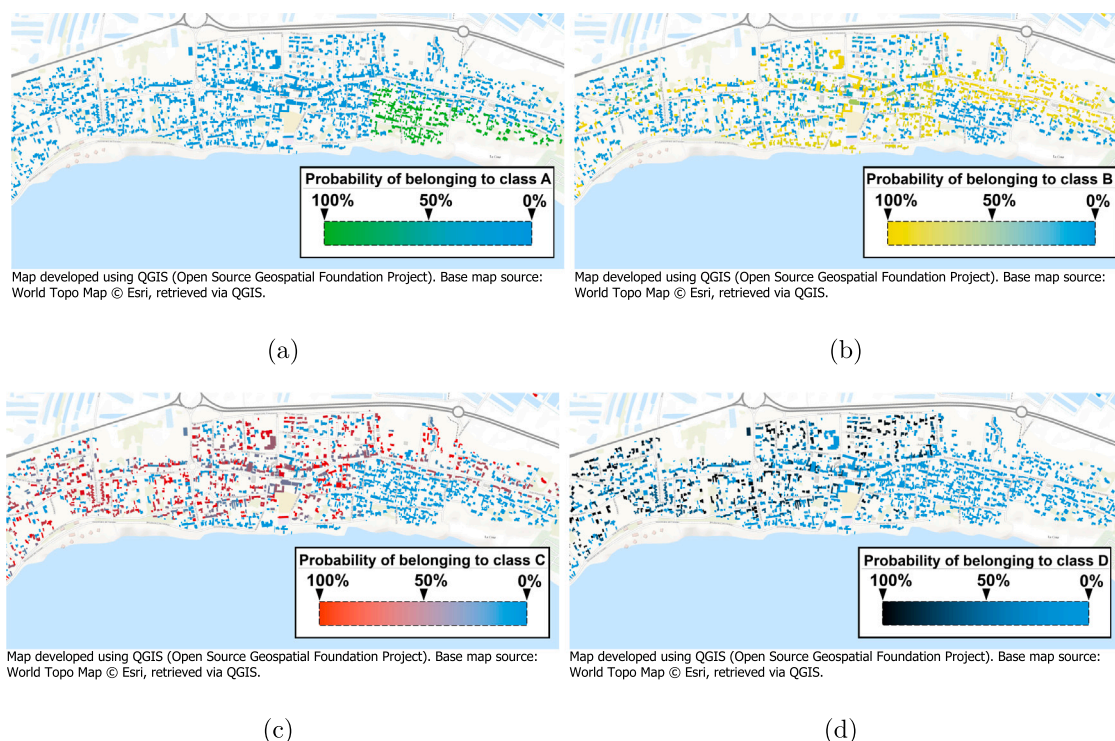 Probability of belonging to class A
100% 50% 0%
Map developed using QGIS (Open Source Geospatial Foundation Project). Base map source:
World Topo Map © Esri, retrieved via QGIS.
(a)
Probability of belonging to class B
100% 50% 0%
Map developed using QGIS (Open Source Geospatial Foundation Project). Base map source:
World Topo Map © Esri, retrieved via QGIS.
(b)
Probability of belonging to class C
100% 50% 0%
Map developed using QGIS (Open Source Geospatial Foundation Project). Base map source:
World Topo Map © Esri, retrieved via QGIS.
(c)
Probability of belonging to class D
100% 50% 0%
Map developed using QGIS (Open Source Geospatial Foundation Project). Base map source:
World Topo Map © Esri, retrieved via QGIS.
(d)